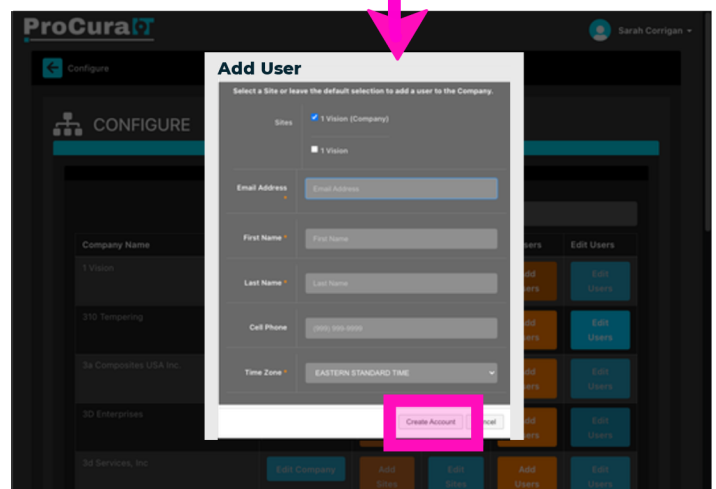 ProCuraIOT
Sarah Corrigan
Configure
Add User
Select a Site or leave the default selection to add a user to the Company.
CONFIGURE
Sites
1 Vision (Company)
1 Vision
Email Address *
Email Address
First Name *
First Name
Company Name
Edit Users
1 Vision
Edit
Users
Last Name *
Last Name
310 Tempering
Edit
Users
Cell Phone
(999) 999-9999
3a Composites USA Inc.
Edit
Users
Time Zone *
EASTERN STANDARD TIME
3D Enterprises
Create Account
Edit
Users
3d Services, Inc
Edit Company
Add
Sites
Edit
Sites
Add
Users
Edit
Users